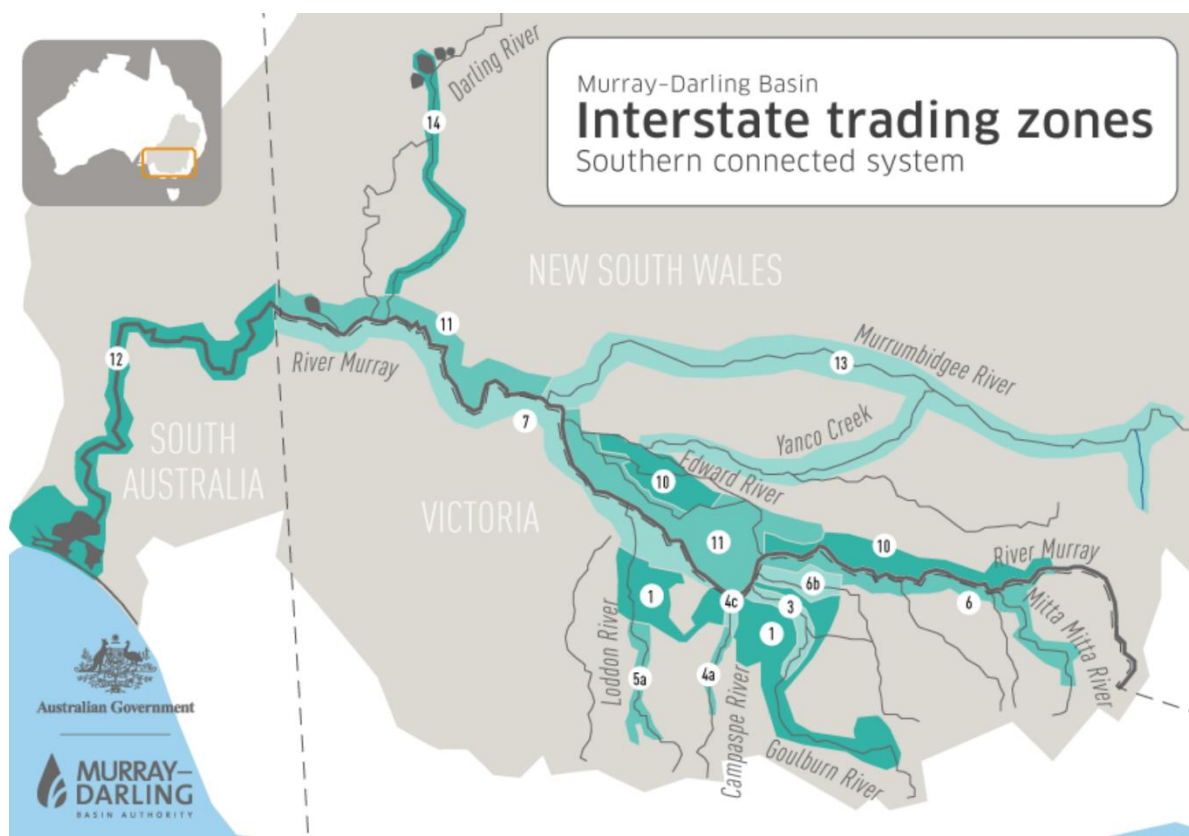 Murray–Darling Basin
Interstate trading zones
Southern connected system
Darling River
14
NEW SOUTH WALES
11
12
River Murray
Murrumbidgee River
13
7
SOUTH
AUSTRALIA
Yanco Creek
Edward River
10
VICTORIA
11
10
River Murray
1
4c
6b
3
6
1
Mitta Mitta River
Loddon River
5a
4a
Campaspe River
Goulburn River
Australian Government
MURRAY–
DARLING
BASIN AUTHORITY